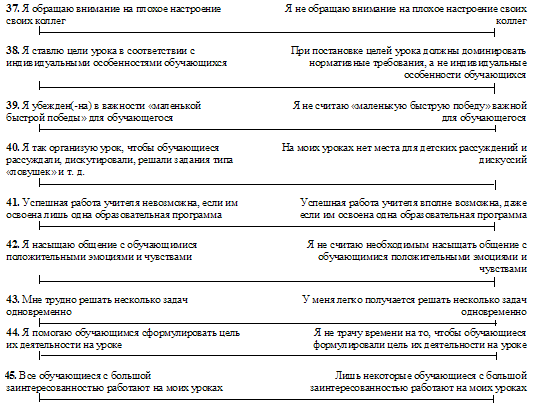 37. Я обращаю внимание на плохое настроение
своих коллег
Я не обращаю внимание на плохое настроение своих
коллег
38. Я ставлю цели урока в соответствии с
индивидуальными особенностями обучающихся
При постановке целей урока должны доминировать
нормативные требования, а не индивидуальные
особенности обучающихся
39. Я убежден(-на) в важности «маленькой
быстрой победы» для обучающегося
Я не считаю «маленькую быструю победу» важной
для обучающегося
40. Я так организую урок, чтобы обучающиеся
рассуждали, дискутировали, решали задания типа
«ловушек» и т. д.
На моих уроках нет места для детских рассуждений и
дискуссий
41. Успешная работа учителя невозможна, если им
освоена лишь одна образовательная программа
Успешная работа учителя вполне возможна, даже
если им освоена одна образовательная программа
42. Я насыщаю общение с обучающимися
положительными эмоциями и чувствами
Я не считаю необходимым насыщать общение с
обучающимися положительными эмоциями и
чувствами
43. Мне трудно решать несколько задач
одновременно
У меня легко получается решать несколько задач
одновременно
44. Я помогаю обучающимся сформулировать цель
их деятельности на уроке
Я не трачу времени на то, чтобы обучающиеся
формулировали цель их деятельности на уроке
45. Все обучающиеся с большой
заинтересованностью работают на моих уроках
Лишь некоторые обучающиеся с большой
заинтересованностью работают на моих уроках